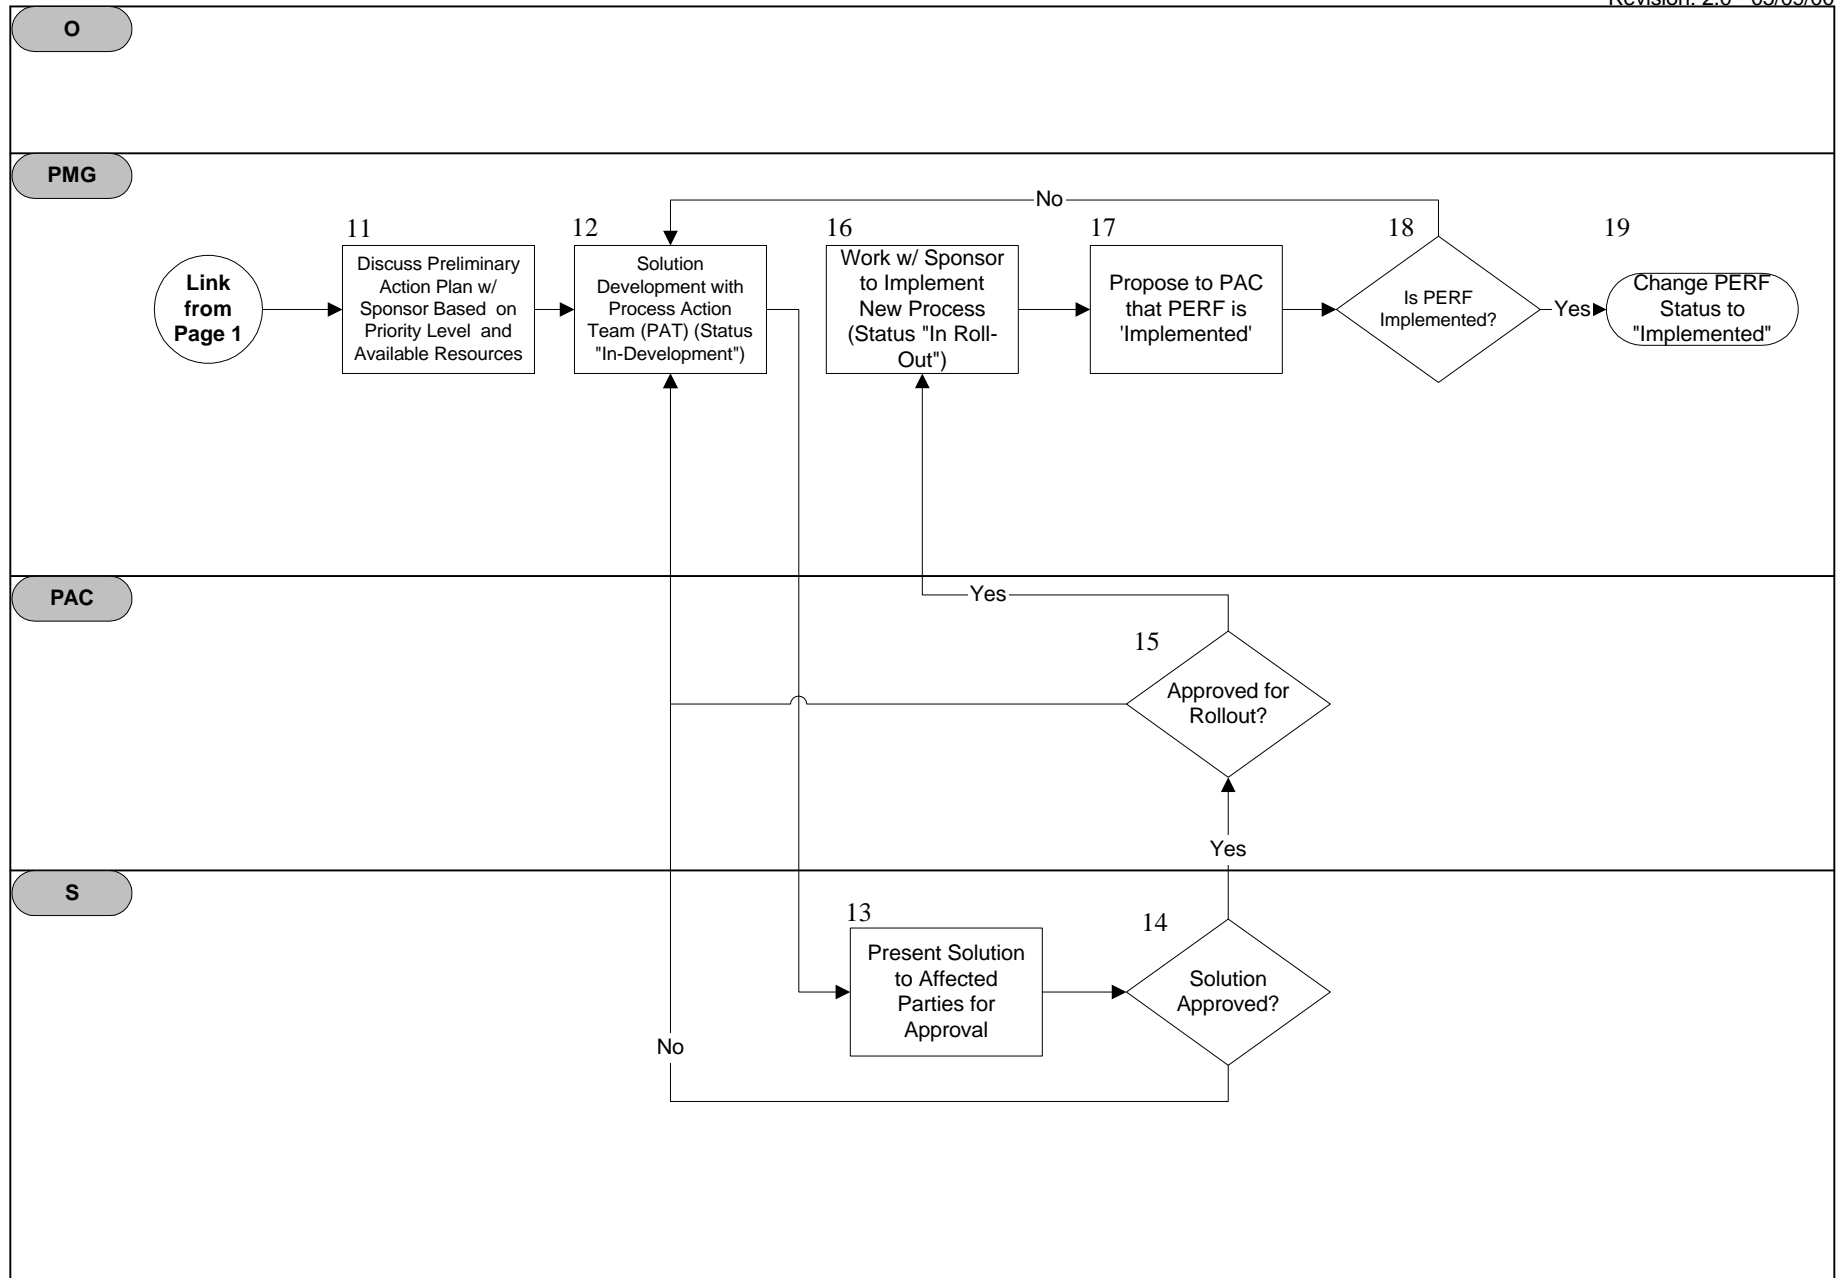 O
PMG
No
11
12
16
17
18
19
Link
from
Page 1
Discuss Preliminary
Action Plan w/
Sponsor Based on
Priority Level and
Available Resources
Solution
Development with
Process Action
Team (PAT) (Status
"In-Development")
Work w/ Sponsor
to Implement
New Process
(Status "In Roll-
Out")
Propose to PAC
that PERF is
'Implemented'
Is PERF
Implemented?
Yes
Change PERF
Status to
"Implemented"
PAC
Yes
15
Approved for
Rollout?
Yes
S
13
14
Present Solution
to Affected
Parties for
Approval
Solution
Approved?
No